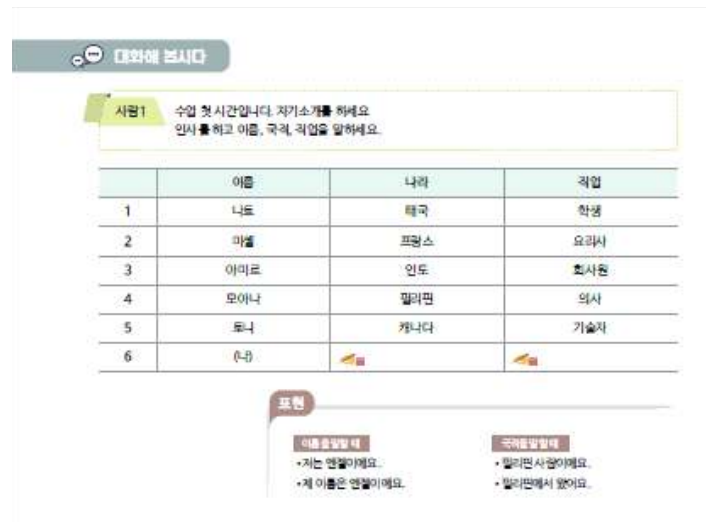 대화해 봅시다
사람1
수업 첫 시간입니다. 자기소개를 하세요
인사를 하고 이름, 국적, 직업을 말하세요.
이름 나라 직업
1 니트 태국 학생
2 미셸 프랑스 요리사
3 아미르 인도 회사원
4 모아나 필리핀 의사
5 토니 캐나다 기술자
6 (나)
표현
이름을 말할 때
국적을 말할 때
•저는 엔젤이에요.
•필리핀 사람이에요.
•제 이름은 엔젤이에요.
•필리핀에서 왔어요.